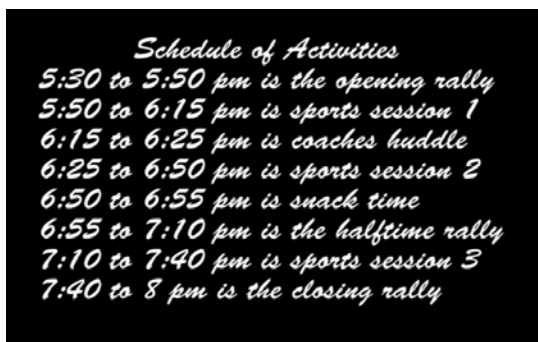 Schedule of Activities
5:30 to 5:50 pm is the opening rally
5:50 to 6:15 pm is sports session 1
6:15 to 6:25 pm is coaches huddle
6:25 to 6:50 pm is sports session 2
6:50 to 6:55 pm is snack time
6:55 to 7:10 pm is the halftime rally
7:10 to 7:40 pm is sports session 3
7:40 to 8 pm is the closing rally